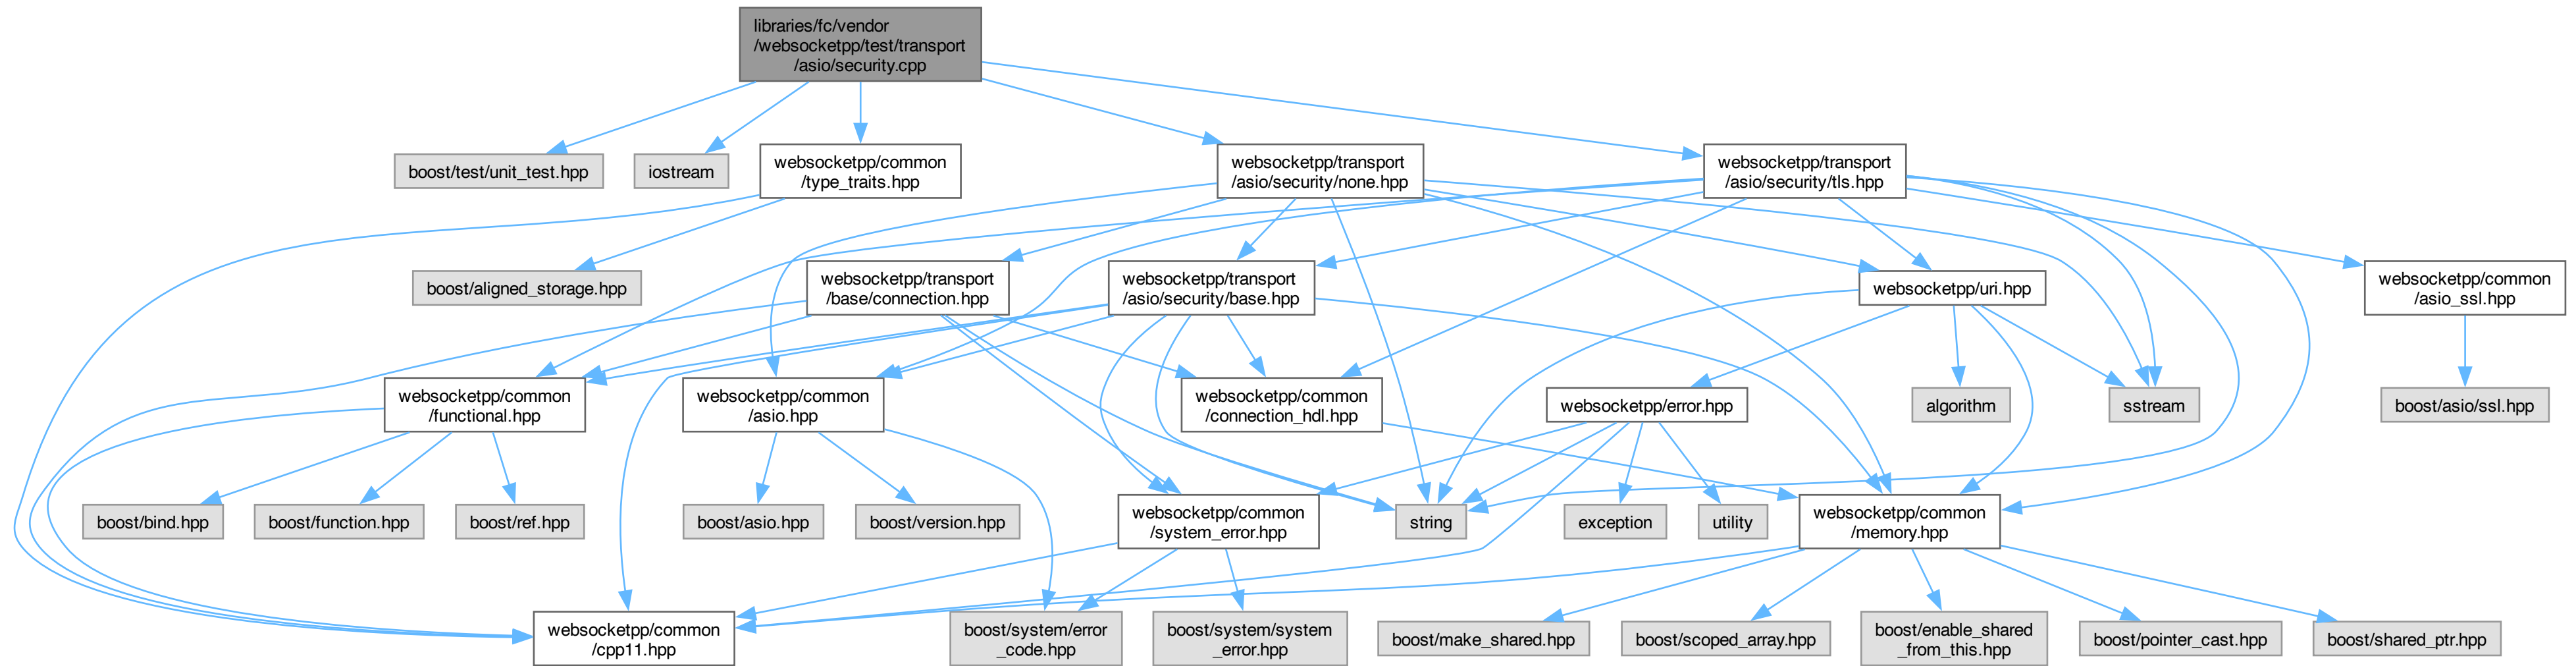 libraries/fc/vendor
/websocketpp/test/transport
/asio/security.cpp
boost/test/unit_test.hpp
iostream
websocketpp/common
/type_traits.hpp
websocketpp/transport
/asio/security/none.hpp
websocketpp/transport
/asio/security/tls.hpp
boost/aligned_storage.hpp
websocketpp/transport
/base/connection.hpp
websocketpp/transport
/asio/security/base.hpp
websocketpp/uri.hpp
websocketpp/common
/asio_ssl.hpp
websocketpp/common
/functional.hpp
websocketpp/common
/asio.hpp
websocketpp/common
/connection_hdl.hpp
websocketpp/error.hpp
algorithm
sstream
boost/asio/ssl.hpp
boost/bind.hpp
boost/function.hpp
boost/ref.hpp
boost/asio.hpp
boost/version.hpp
websocketpp/common
/system_error.hpp
string
exception
utility
websocketpp/common
/memory.hpp
websocketpp/common
/cpp11.hpp
boost/system/error
_code.hpp
boost/system/system
_error.hpp
boost/make_shared.hpp
boost/scoped_array.hpp
boost/enable_shared
_from_this.hpp
boost/pointer_cast.hpp
boost/shared_ptr.hpp